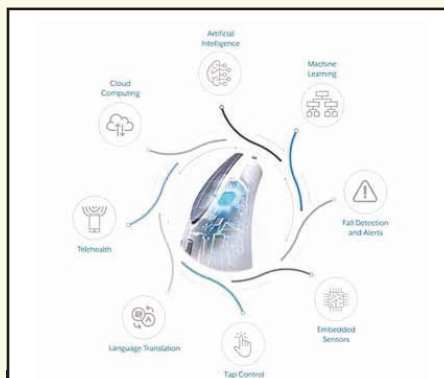 Artificial
Intelligence
Machine
Learning
Cloud
Computing
Fall Detection
and Alerts
Telehealth
Embedded
Sensors
Language Translation
Tap Control